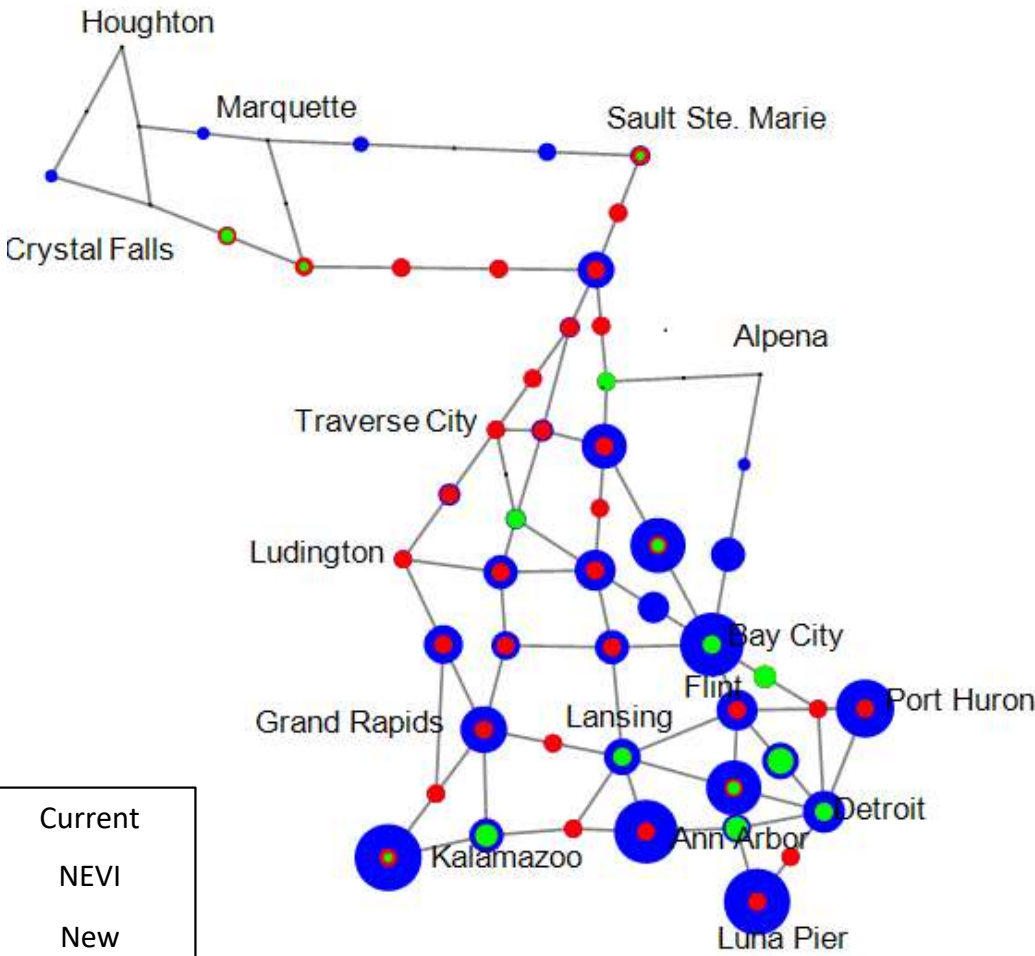 Houghton
Marquette
Sault Ste. Marie
Crystal Falls
Alpena
Traverse City
Ludington
Bay City
Flint
Port Huron
Grand Rapids
Lansing
Detroit
Ann Arbor
Kalamazoo
Luna Pier
Current
NEVI
New